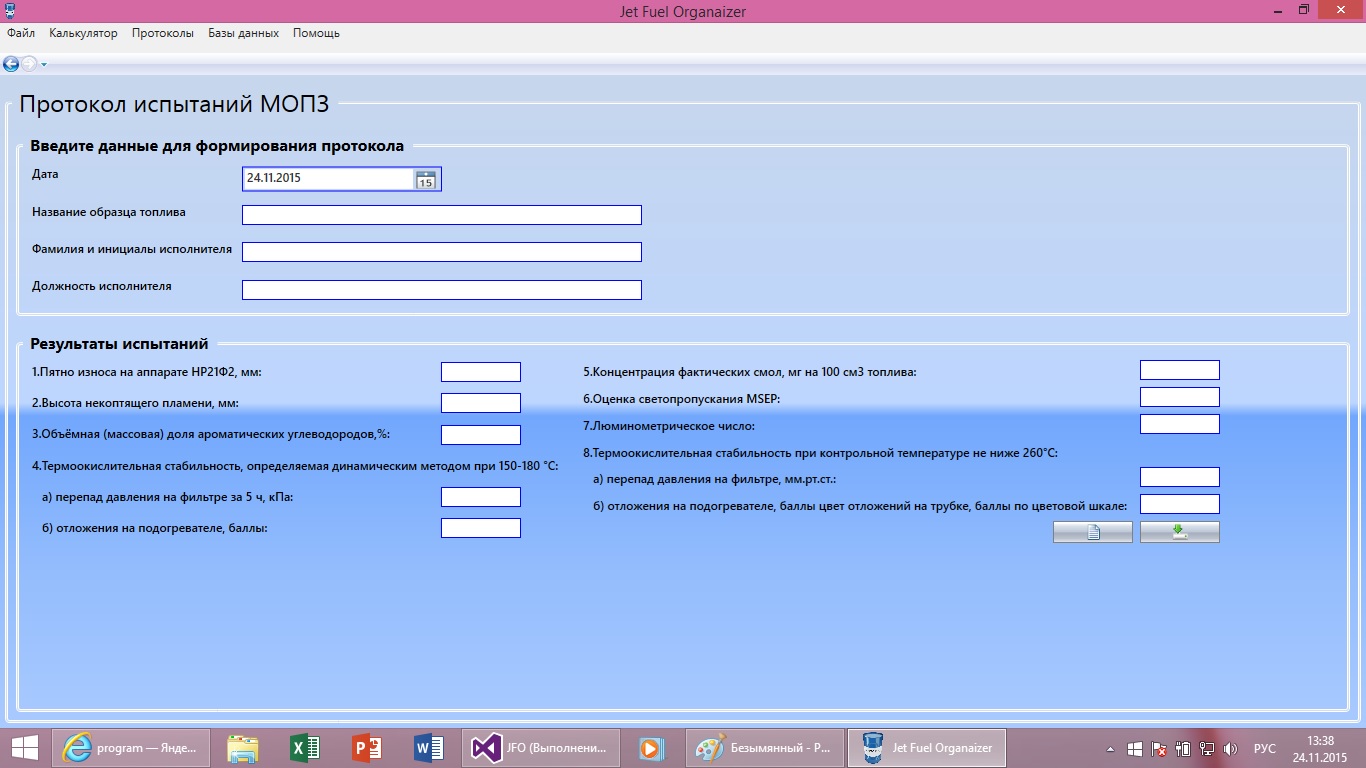 Jet Fuel Organaizer
Файл Калькулятор Протоколы Базы данных Помощь
Протокол испытаний МОПЗ
Введите данные для формирования протокола
Дата 24.11.2015 15
Название образца топлива
Фамилия и инициалы исполнителя
Должность исполнителя
Результаты испытаний
1.Пятно износа на аппарате НР21Ф2, мм:
2.Высота некоптящего пламени, мм:
3.Объёмная (массовая) доля ароматических углеводородов,%:
4.Термоокислительная стабильность, определяемая динамическим методом при 150-180 °С:
а) перепад давления на фильтре за 5 ч, кПа:
б) отложения на подогревателе, баллы:
5.Концентрация фактических смол, мг на 100 см3 топлива:
6.Оценка светопропускания MSEP:
7.Люминометрическое число:
8.Термоокислительная стабильность при контрольной температуре не ниже 260°С:
а) перепад давления на фильтре, мм.рт.ст.:
б) отложения на подогревателе, баллы цвет отложений на трубке, баллы по цветовой шкале:
program — Янде... JFO (Выполнени... Безымянный - P... Jet Fuel Organaizer РУС 13:38
24.11.2015